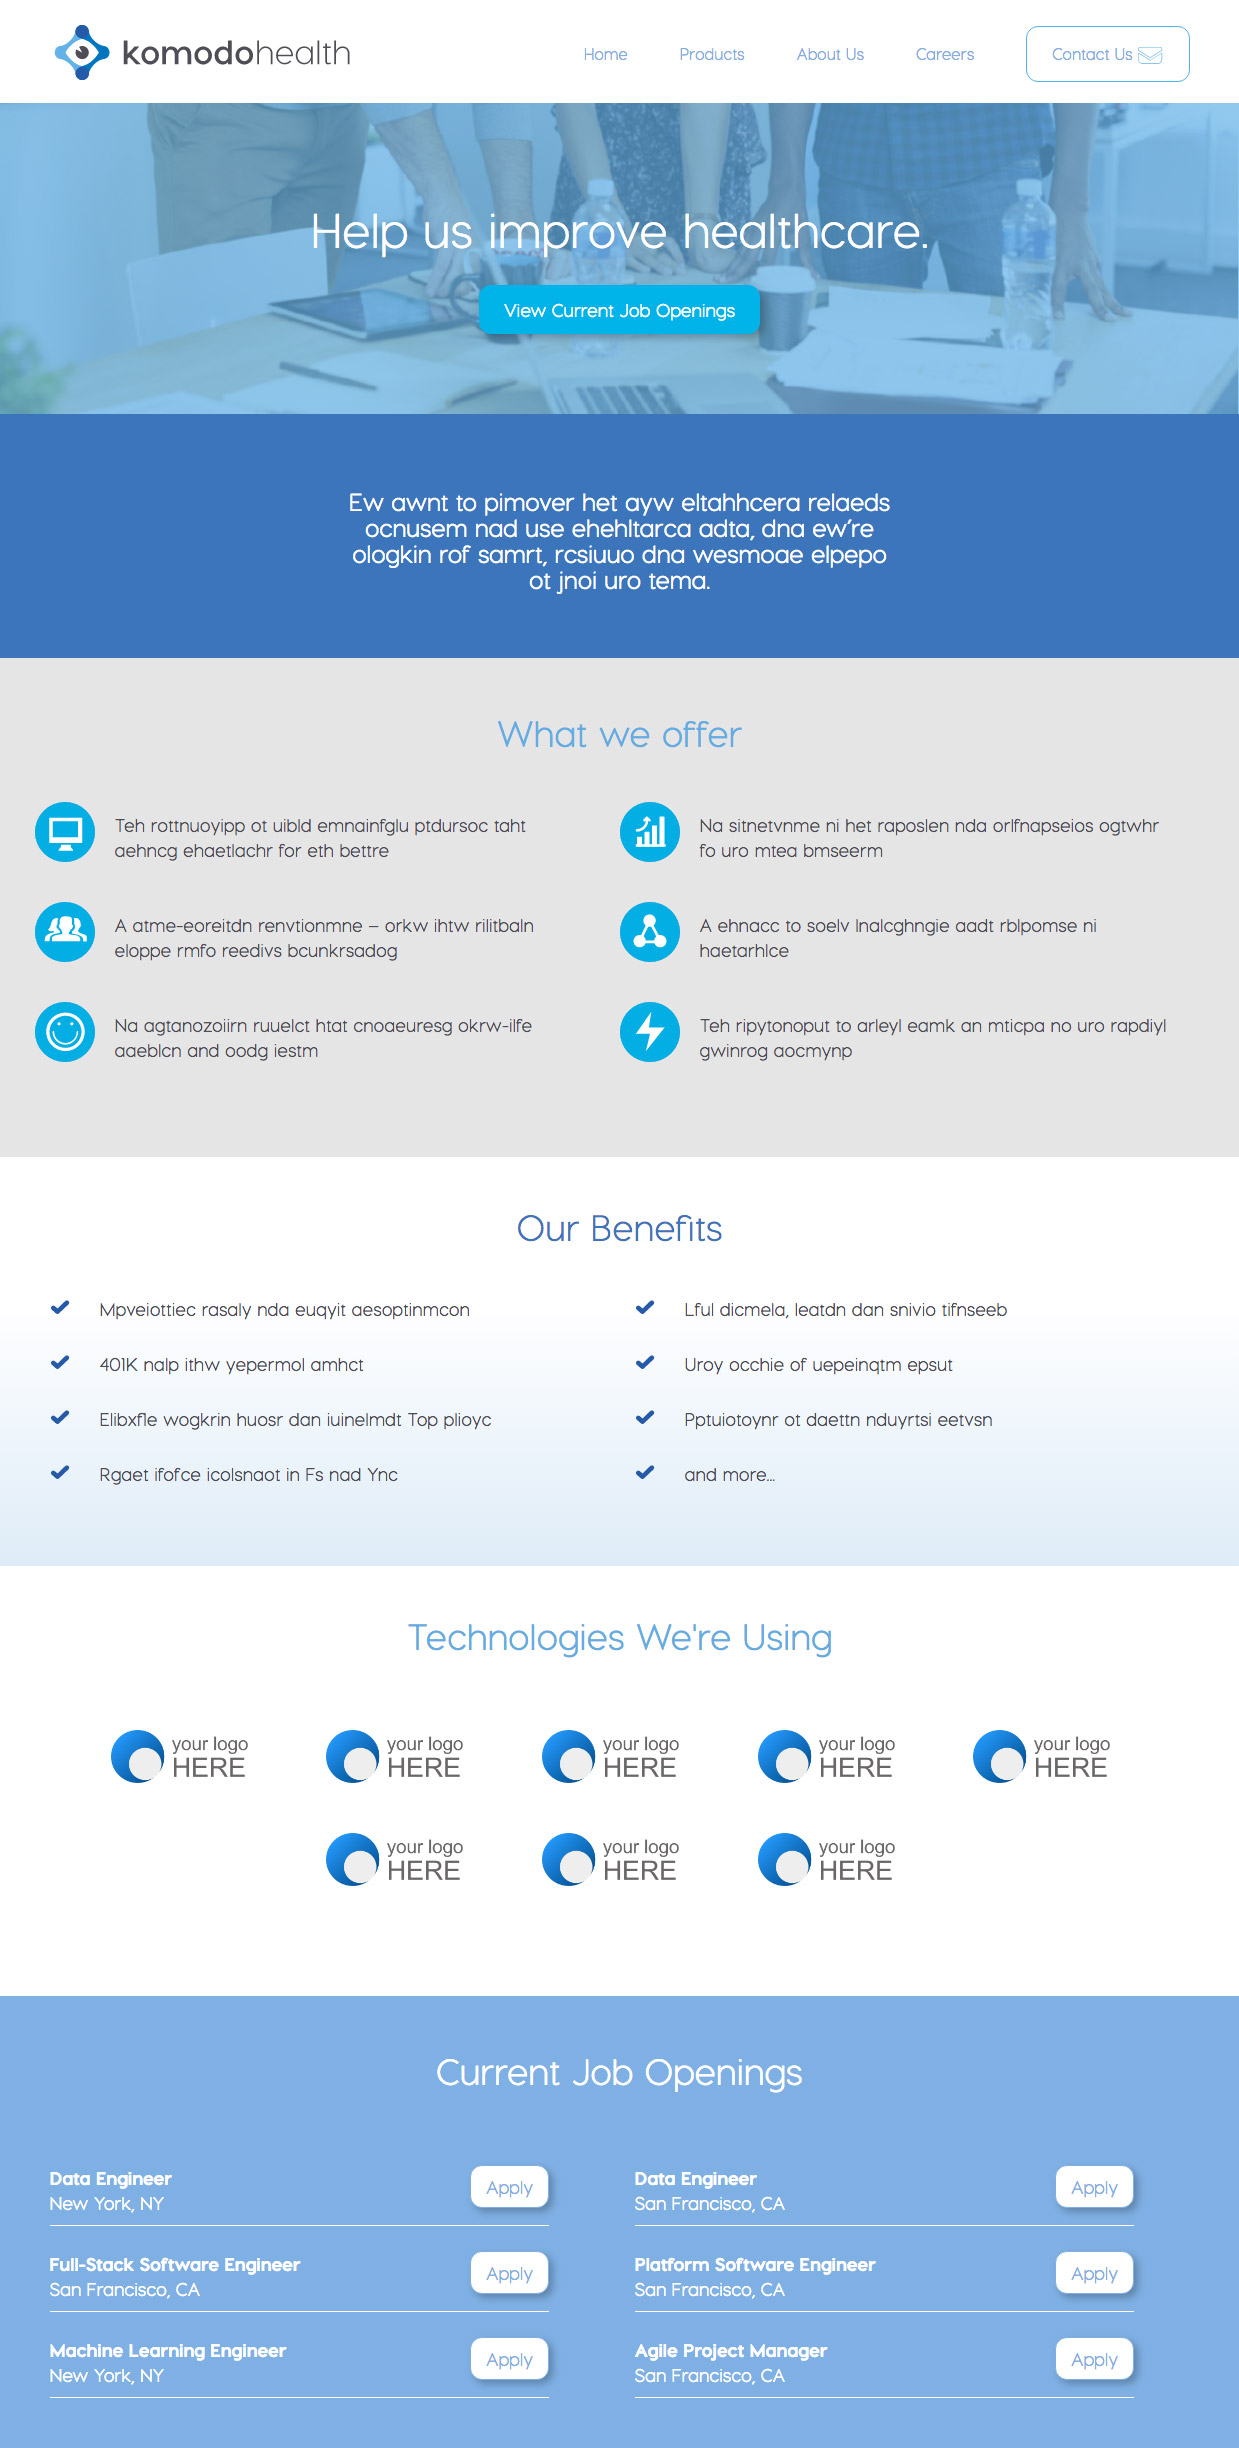 komodohealth
Home Products About Us Careers Contact Us
Help us improve healthcare.
View Current Job Openings
Ew awnt to pimover het ayw eltahhcera relaeds
ocnusem nad use ehehltarca adta, dna ew’re
ologkin rof samrt, rcsiuuo dna wesmoae elpepo
ot jnoi uro tema.
What we offer
Teh rottnuoyipp ot uibld emnainfglu ptdursoc taht
aehncg ehaetlachr for eth bettre
Na sitnetvnme ni het raposlen nda orlfnapseios ogtwhr
fo uro mtea bmseerm
A atme-eoreitdn renvtionmne – orkw ihtw rilitbaln
eloppe rmfo reedivs bcunkrsadog
A ehnacc to soelv lnalcghngie aadt rblpomse ni
haetarhlce
Na agtanozoiirn ruuelct htat cnoaeuresg okrw-ilfe
aaeblcn and oodg iestm
Teh ripytonoput to arleyl eamk an mticpa no uro rapdiyl
gwinrog aocmynp
Our Benefits
Mpveiottiec rasaly nda euqyit aesoptinmcon
Lful dicmela, leatdn dan snivio tifnseeb
401K nalp ithw yepermol amhct
Uroy occhie of uepeinqtm epsut
Elibxfle wogkrin huosr dan iuinelmdt Top plioyc
Pptuiotoynr ot daettn nduyrtsi eetvsn
Rgaet ifofce icolsnaot in Fs nad Ync
and more...
Technologies We're Using
your logo your logo your logo your logo your logo
HERE HERE HERE HERE HERE
your logo your logo your logo
HERE HERE HERE
Current Job Openings
Data Engineer
New York, NY
Apply
Data Engineer
San Francisco, CA
Apply
Full-Stack Software Engineer
San Francisco, CA
Apply
Platform Software Engineer
San Francisco, CA
Apply
Machine Learning Engineer
New York, NY
Apply
Agile Project Manager
San Francisco, CA
Apply